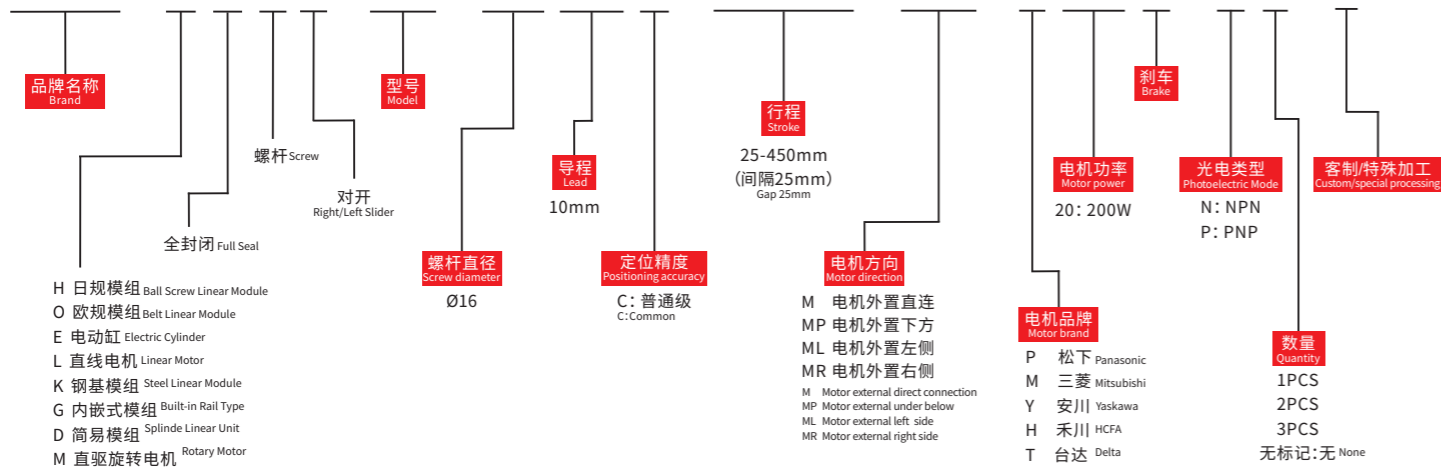 品牌名称
Brand
型号
Model
刹车
Brake
行程
Stroke
25-450mm
（间隔25mm）
Gap 25mm
螺杆 Screw
导程
Lead
10mm
电机功率
Motor power
20：200W
光电类型
Photoelectric Mode
N：NPN
P：PNP
客制/特殊加工
Custom/special processing
对开
Right/Left Slider
全封闭 Full Seal
螺杆直径
Screw diameter
Ø16
定位精度
Positioning accuracy
C：普通级
C:Common
电机方向
Motor direction
M 电机外置直连
MP 电机外置下方
ML 电机外置左侧
MR 电机外置右侧
M Motor external direct connection
MP Motor external under below
ML Motor external left side
MR Motor external right side
H 日规模组 Ball Screw Linear Module
O 欧规模组 Belt Linear Module
E 电动缸 Electric Cylinder
L 直线电机 Linear Motor
K 钢基模组 Steel Linear Module
G 内嵌式模组 Built-in Rail Type
D 简易模组 Splinde Linear Unit
M 直驱旋转电机 Rotary Motor
电机品牌
Motor brand
P 松下 Panasonic
M 三菱 Mitsubishi
Y 安川 Yaskawa
H 禾川 HCFA
T 台达 Delta
数量
Quantity
1PCS
2PCS
3PCS
无标记:无 None